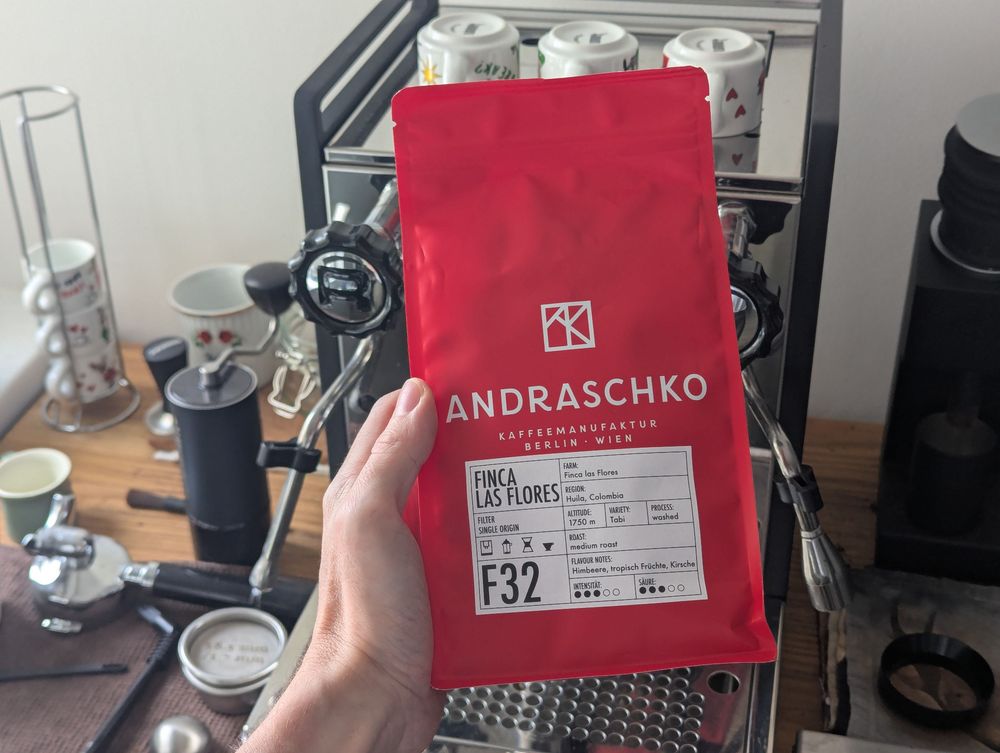 BREAK?
ANDRASCHKO
KAFFEEMANUFAKTUR
BERLIN · WIEN
FINCA
LAS FLORES
FILTER
SINGLE ORIGIN
F32
FARM:
Finca las Flores
REGION:
Huila, Colombia
ALTITUDE:
1750 m
VARIETY:
Tabi
PROCESS:
washed
ROAST:
medium roast
FLAVOUR NOTES:
Himbeere, tropisch Früchte, Kirsche
INTENSITÄT:
SÄURE: